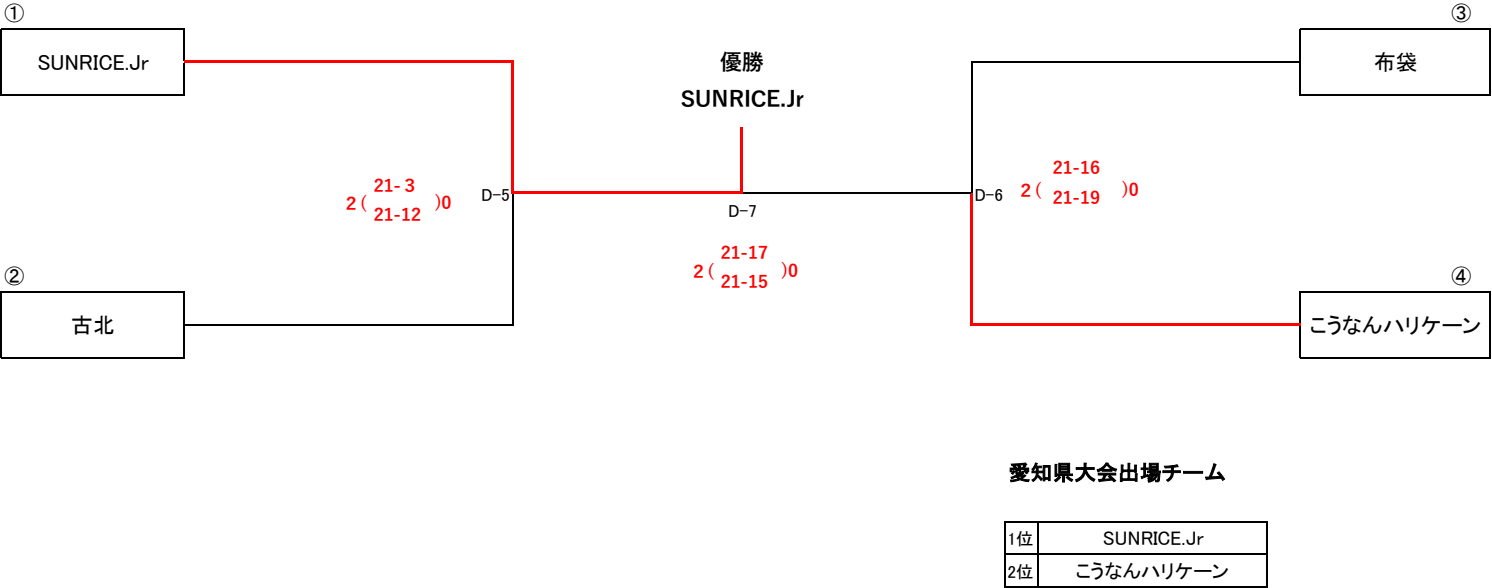 ①
③
SUNRICE.Jr
優勝
SUNRICE.Jr
布袋
21- 3
2 ( )0
21-12
D-5
D-7
D-6
21-16
2 ( )0
21-19
21-17
2 ( )0
21-15
②
④
古北
こうなんハリケーン
愛知県大会出場チーム
1位 SUNRICE.Jr
2位 こうなんハリケーン